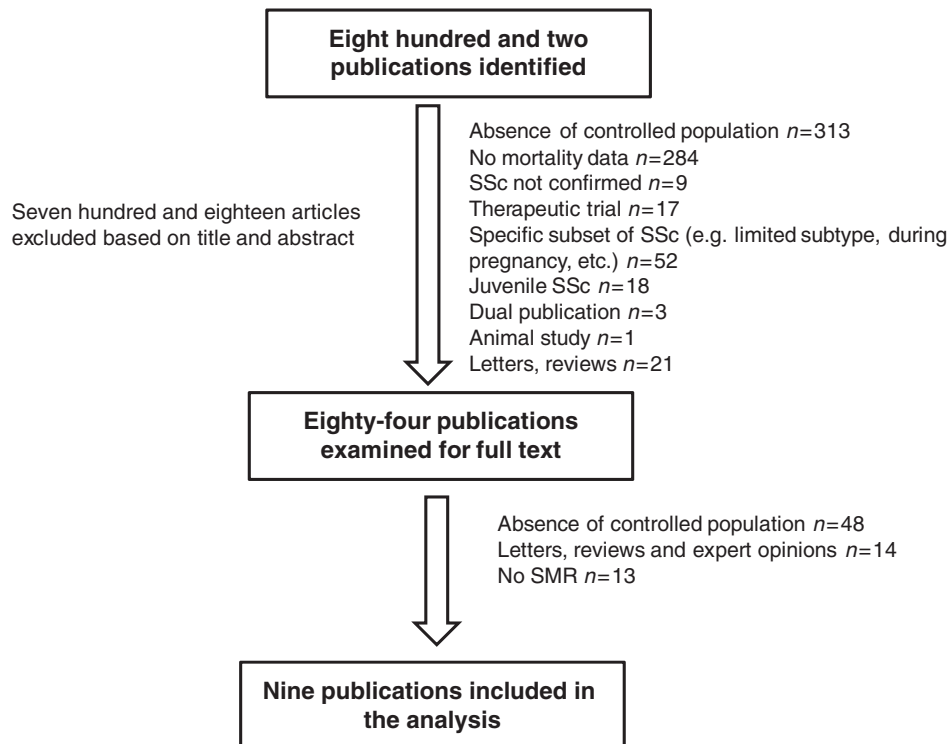 Eight hundred and two
publications identified
Absence of controlled population n=313
No mortality data n=284
SSc not confirmed n=9
Therapeutic trial n=17
Specific subset of SSc (e.g. limited subtype, during
pregnancy, etc.) n=52
Juvenile SSc n=18
Dual publication n=3
Animal study n=1
Letters, reviews n=21
Seven hundred and eighteen articles
excluded based on title and abstract
Eighty-four publications
examined for full text
Absence of controlled population n=48
Letters, reviews and expert opinions n=14
No SMR n=13
Nine publications included in
the analysis